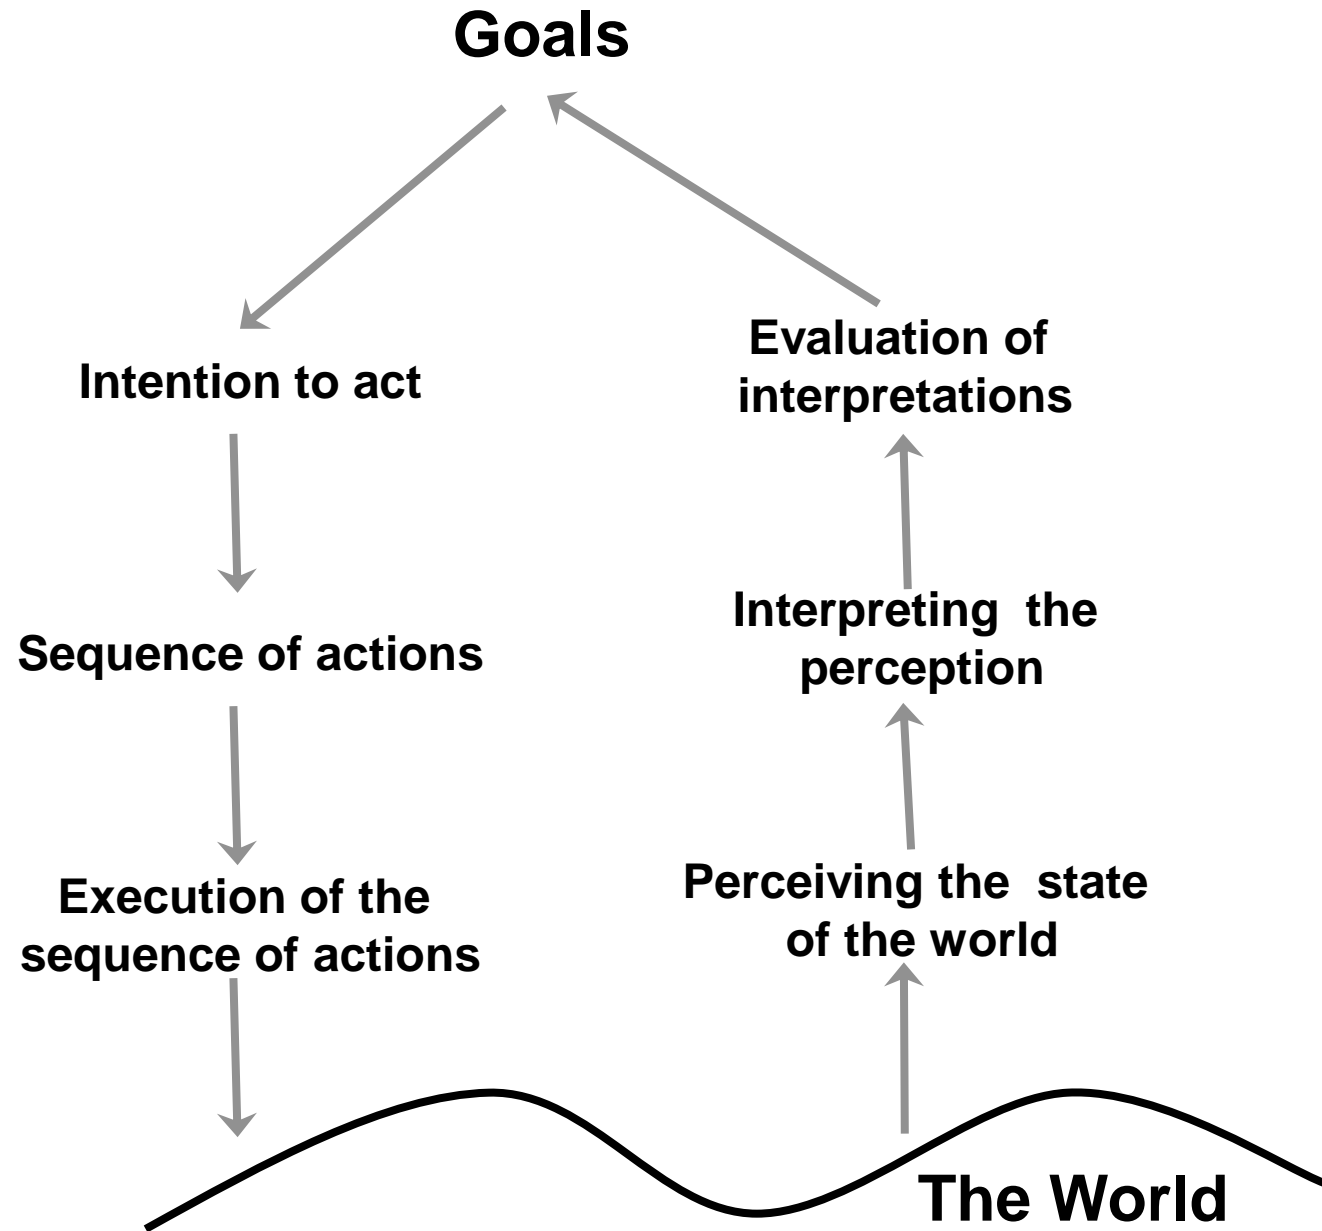 Goals
Intention to act
Sequence of actions
Execution of the
sequence of actions
Evaluation of
interpretations
Interpreting the
perception
Perceiving the state
of the world
The World